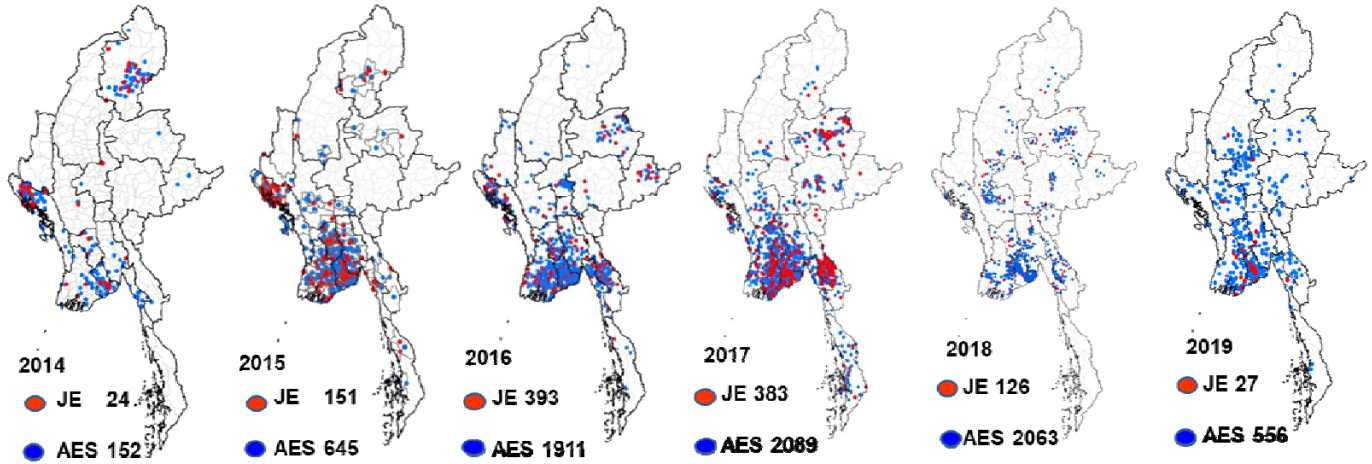 2014
JE 24
AES 152
2015
JE 151
AES 645
2016
JE 393
AES 1911
2017
JE 383
AES 2089
2018
JE 126
AES 2063
2019
JE 27
AES 556